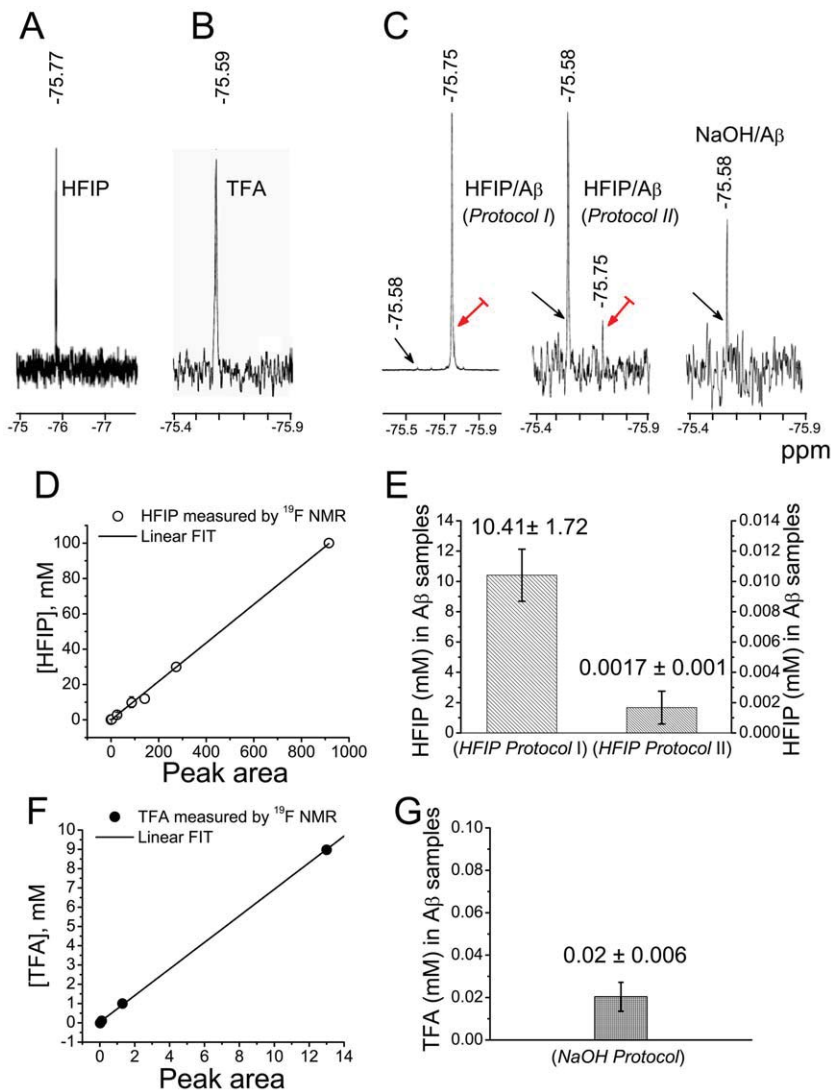 A
-75.77
HFIP
-75
-76
-77
B
-75.59
TFA
-75.4
-75.9
C
-75.75
-75.58
HFIP/Aβ
(Protocol I)
-75.5
-75.7
-75.9
-75.58
HFIP/Aβ
(Protocol II)
-75.75
-75.4
-75.9
NaOH/Aβ
-75.58
-75.4
-75.9
ppm
D
HFIP measured by ¹⁹F NMR
Linear FIT
[HFIP], mM
100
80
60
40
20
0
0 200 400 600 800 1000
Peak area
E
HFIP (mM) in Aβ samples
14
12
10
8
6
4
2
0
10.41± 1.72
0.0017 ± 0.001
(HFIP Protocol I) (HFIP Protocol II)
0.014
0.012
0.010
0.008
0.006
0.004
0.002
0.000
HFIP (mM) in Aβ samples
F
TFA measured by ¹⁹F NMR
Linear FIT
[TFA], mM
10
9
8
7
6
5
4
3
2
1
0
-1
0 2 4 6 8 10 12 14
Peak area
G
TFA (mM) in Aβ samples
0.10
0.08
0.06
0.04
0.02
0.00
0.02 ± 0.006
(NaOH Protocol)